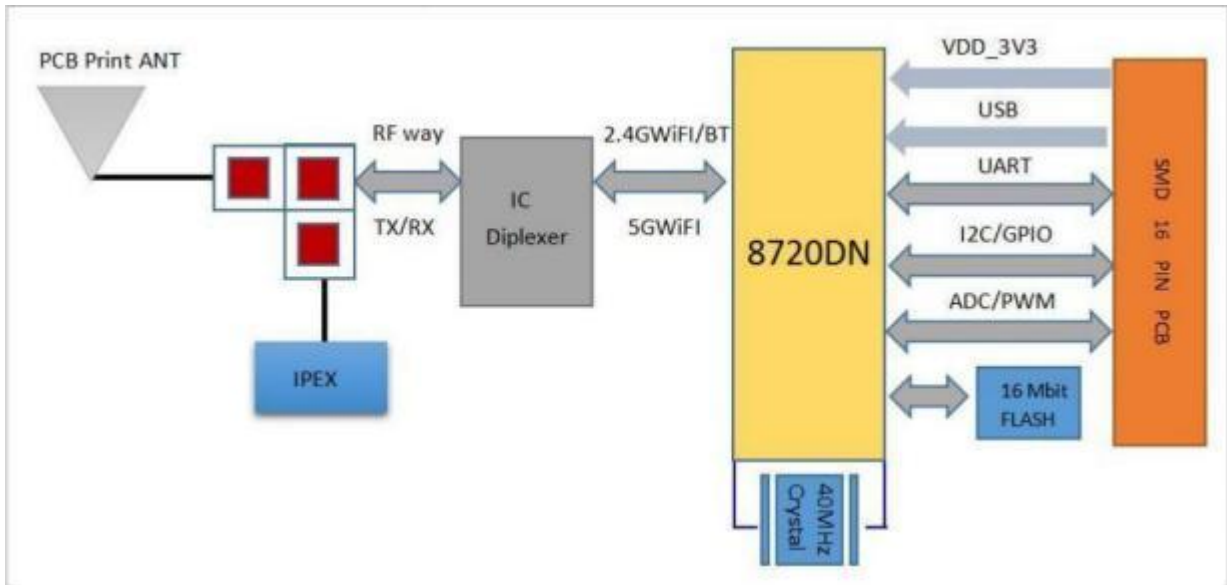 PCB Print ANT
RF way
TX/RX
IPEX
IC
Diplexer
2.4GWiFI/BT
5GWiFI
8720DN
40MHz
Crystal
VDD_3V3
USB
UART
I2C/GPIO
ADC/PWM
16 Mbit
FLASH
SMD 16 PIN PCB